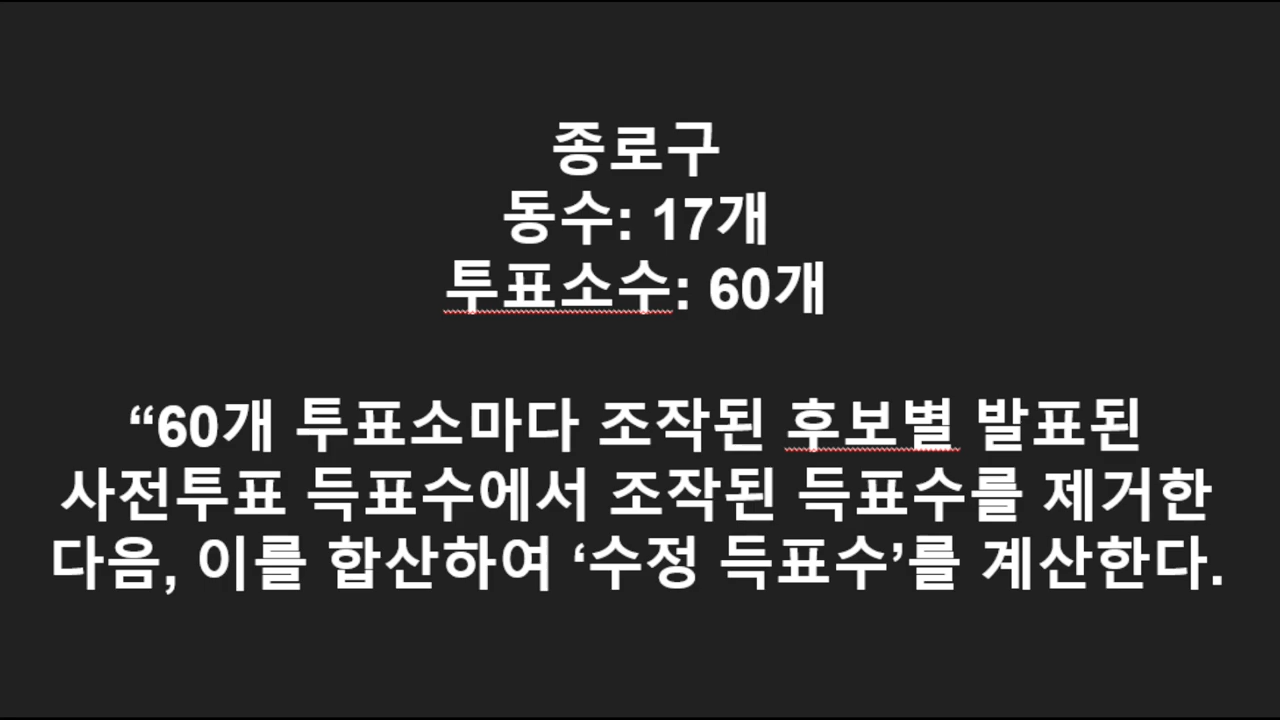 종로구
동수: 17개
투표소수: 60개
“60개 투표소마다 조작된 후보별 발표된
사전투표 득표수에서 조작된 득표수를 제거한
다음, 이를 합산하여 ‘수정 득표수’를 계산한다.